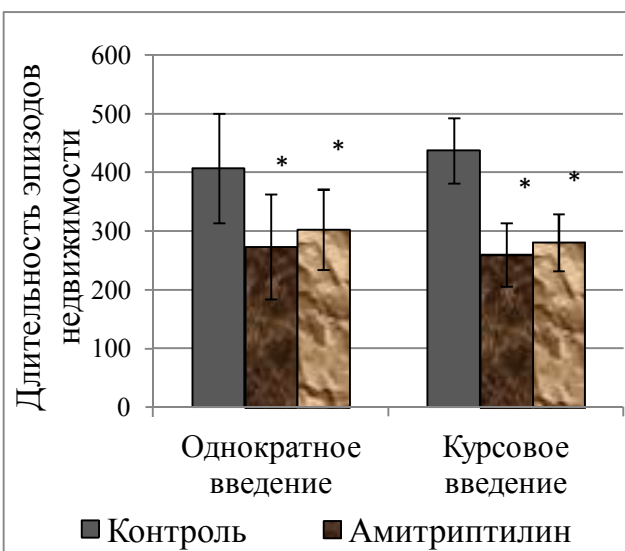 Длительность эпизодов
недвижимости
600
500
400
300
200
100
0
*
*
*
*
Однократное
введение
Курсовое
введение
Контроль
Амитриптилин